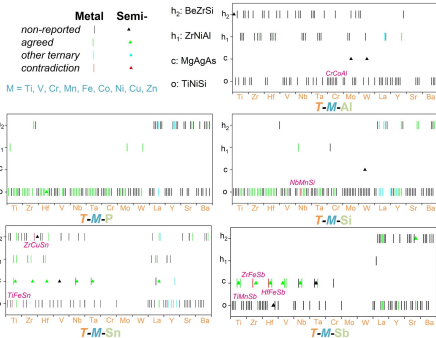 Metal Semi-
non-reported
agreed
other ternary
contradiction
M = Ti, V, Cr, Mn, Fe, Co, Ni, Cu, Zn
h2: BeZrSi
h1: ZrNiAl
c: MgAgAs
o: TiNiSi
h2
h1
c
o
CrCoAl
Ti Zr Hf V Nb Ta Cr Mo W La Y Sr Ba
T-M-Al
h2
h1
c
o
Ti Zr Hf V Nb Ta Cr Mo W La Y Sr Ba
T-M-P
h2
h1
c
o
NbMnSi
Ti Zr Hf V Nb Ta Cr Mo W La Y Sr Ba
T-M-Si
h2
h1
c
o
ZrCuSn
TiFeSn
Ti Zr Hf V Nb Ta Cr Mo W La Y Sr Ba
T-M-Sn
h2
h1
c
o
ZrFeSb
HfFeSb
TiMnSb
Ti Zr Hf V Nb Ta Cr Mo W La Y Sr Ba
T-M-Sb